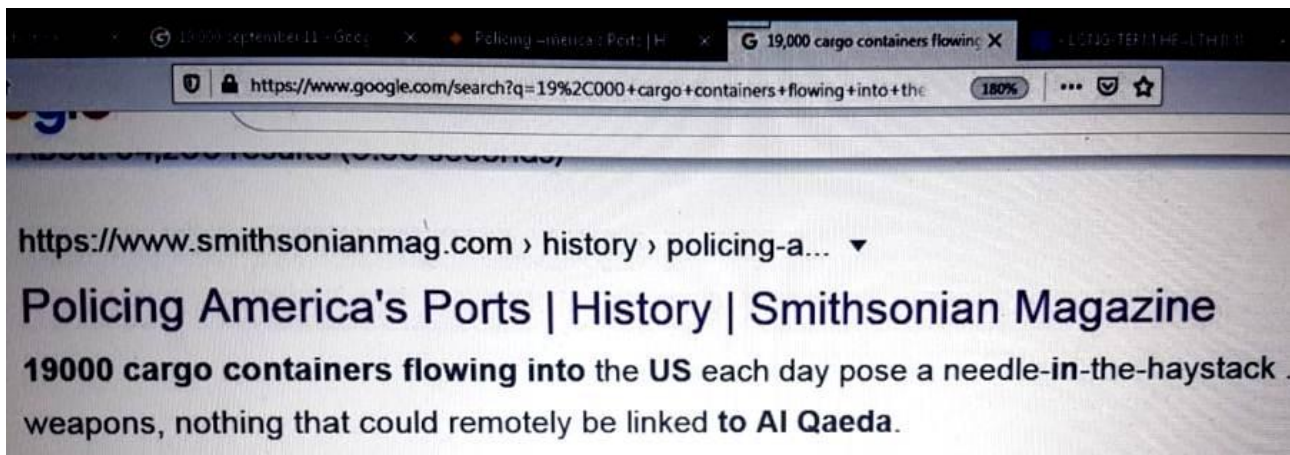 Policing America's Ports | H
19,000 cargo containers flowing
https://www.google.com/search?q=19%2C000+cargo+containers+flowing+into+the
180%
https://www.smithsonianmag.com › history › policing-a...
Policing America's Ports | History | Smithsonian Magazine
19000 cargo containers flowing into the US each day pose a needle-in-the-haystack .
weapons, nothing that could remotely be linked to Al Qaeda.